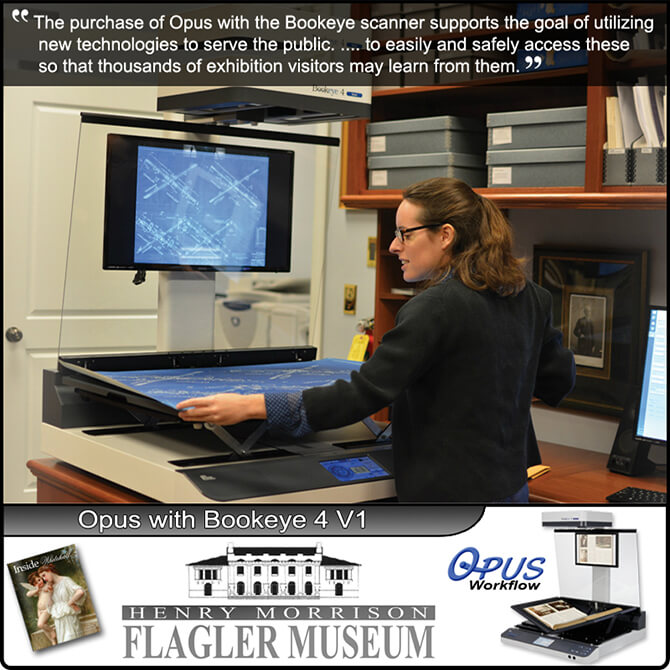 “ The purchase of Opus with the Bookeye scanner supports the goal of utilizing
new technologies to serve the public. .... to easily and safely access these
so that thousands of exhibition visitors may learn from them. ”
Bookeye 4
Opus with Bookeye 4 V1
Inside Whitehall
HENRY MORRISON
FLAGLER MUSEUM
OPUS
Workflow